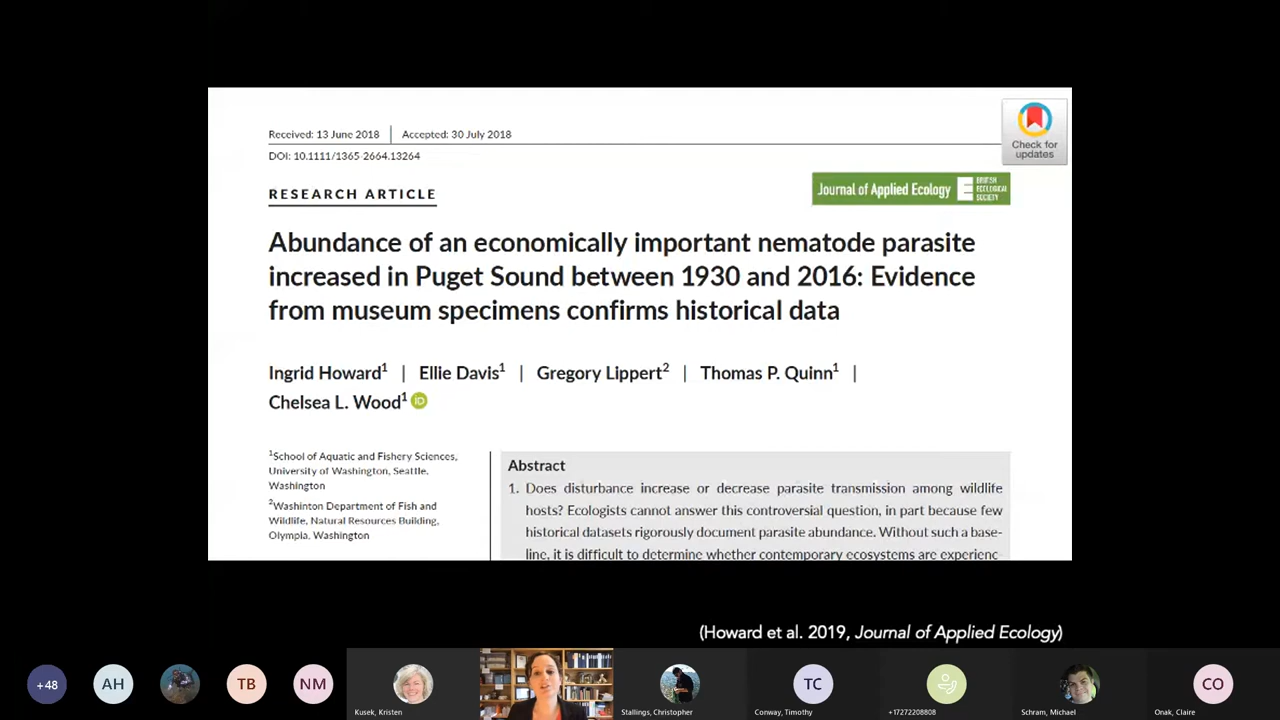 Received: 13 June 2018 | Accepted: 30 July 2018
DOI: 10.1111/1365-2664.13264
Check for
updates
RESEARCH ARTICLE
Journal of Applied Ecology
BRITISH
ECOLOGICAL
SOCIETY
Abundance of an economically important nematode parasite
increased in Puget Sound between 1930 and 2016: Evidence
from museum specimens confirms historical data
Ingrid Howard1 | Ellie Davis1 | Gregory Lippert2 | Thomas P. Quinn1 |
Chelsea L. Wood1 iD
1School of Aquatic and Fishery Sciences,
University of Washington, Seattle,
Washington
2Washinton Department of Fish and
Wildlife, Natural Resources Building,
Olympia, Washington
Abstract
1. Does disturbance increase or decrease parasite transmission among wildlife
hosts? Ecologists cannot answer this controversial question, in part because few
historical datasets rigorously document parasite abundance. Without such a base-
line, it is difficult to determine whether contemporary ecosystems are experienc-
(Howard et al. 2019, Journal of Applied Ecology)
+48
AH
TB
NM
TC
CO
Kusek, Kristen
Stallings, Christopher
Conway, Timothy
+17272208808
Schram, Michael
Onak, Claire